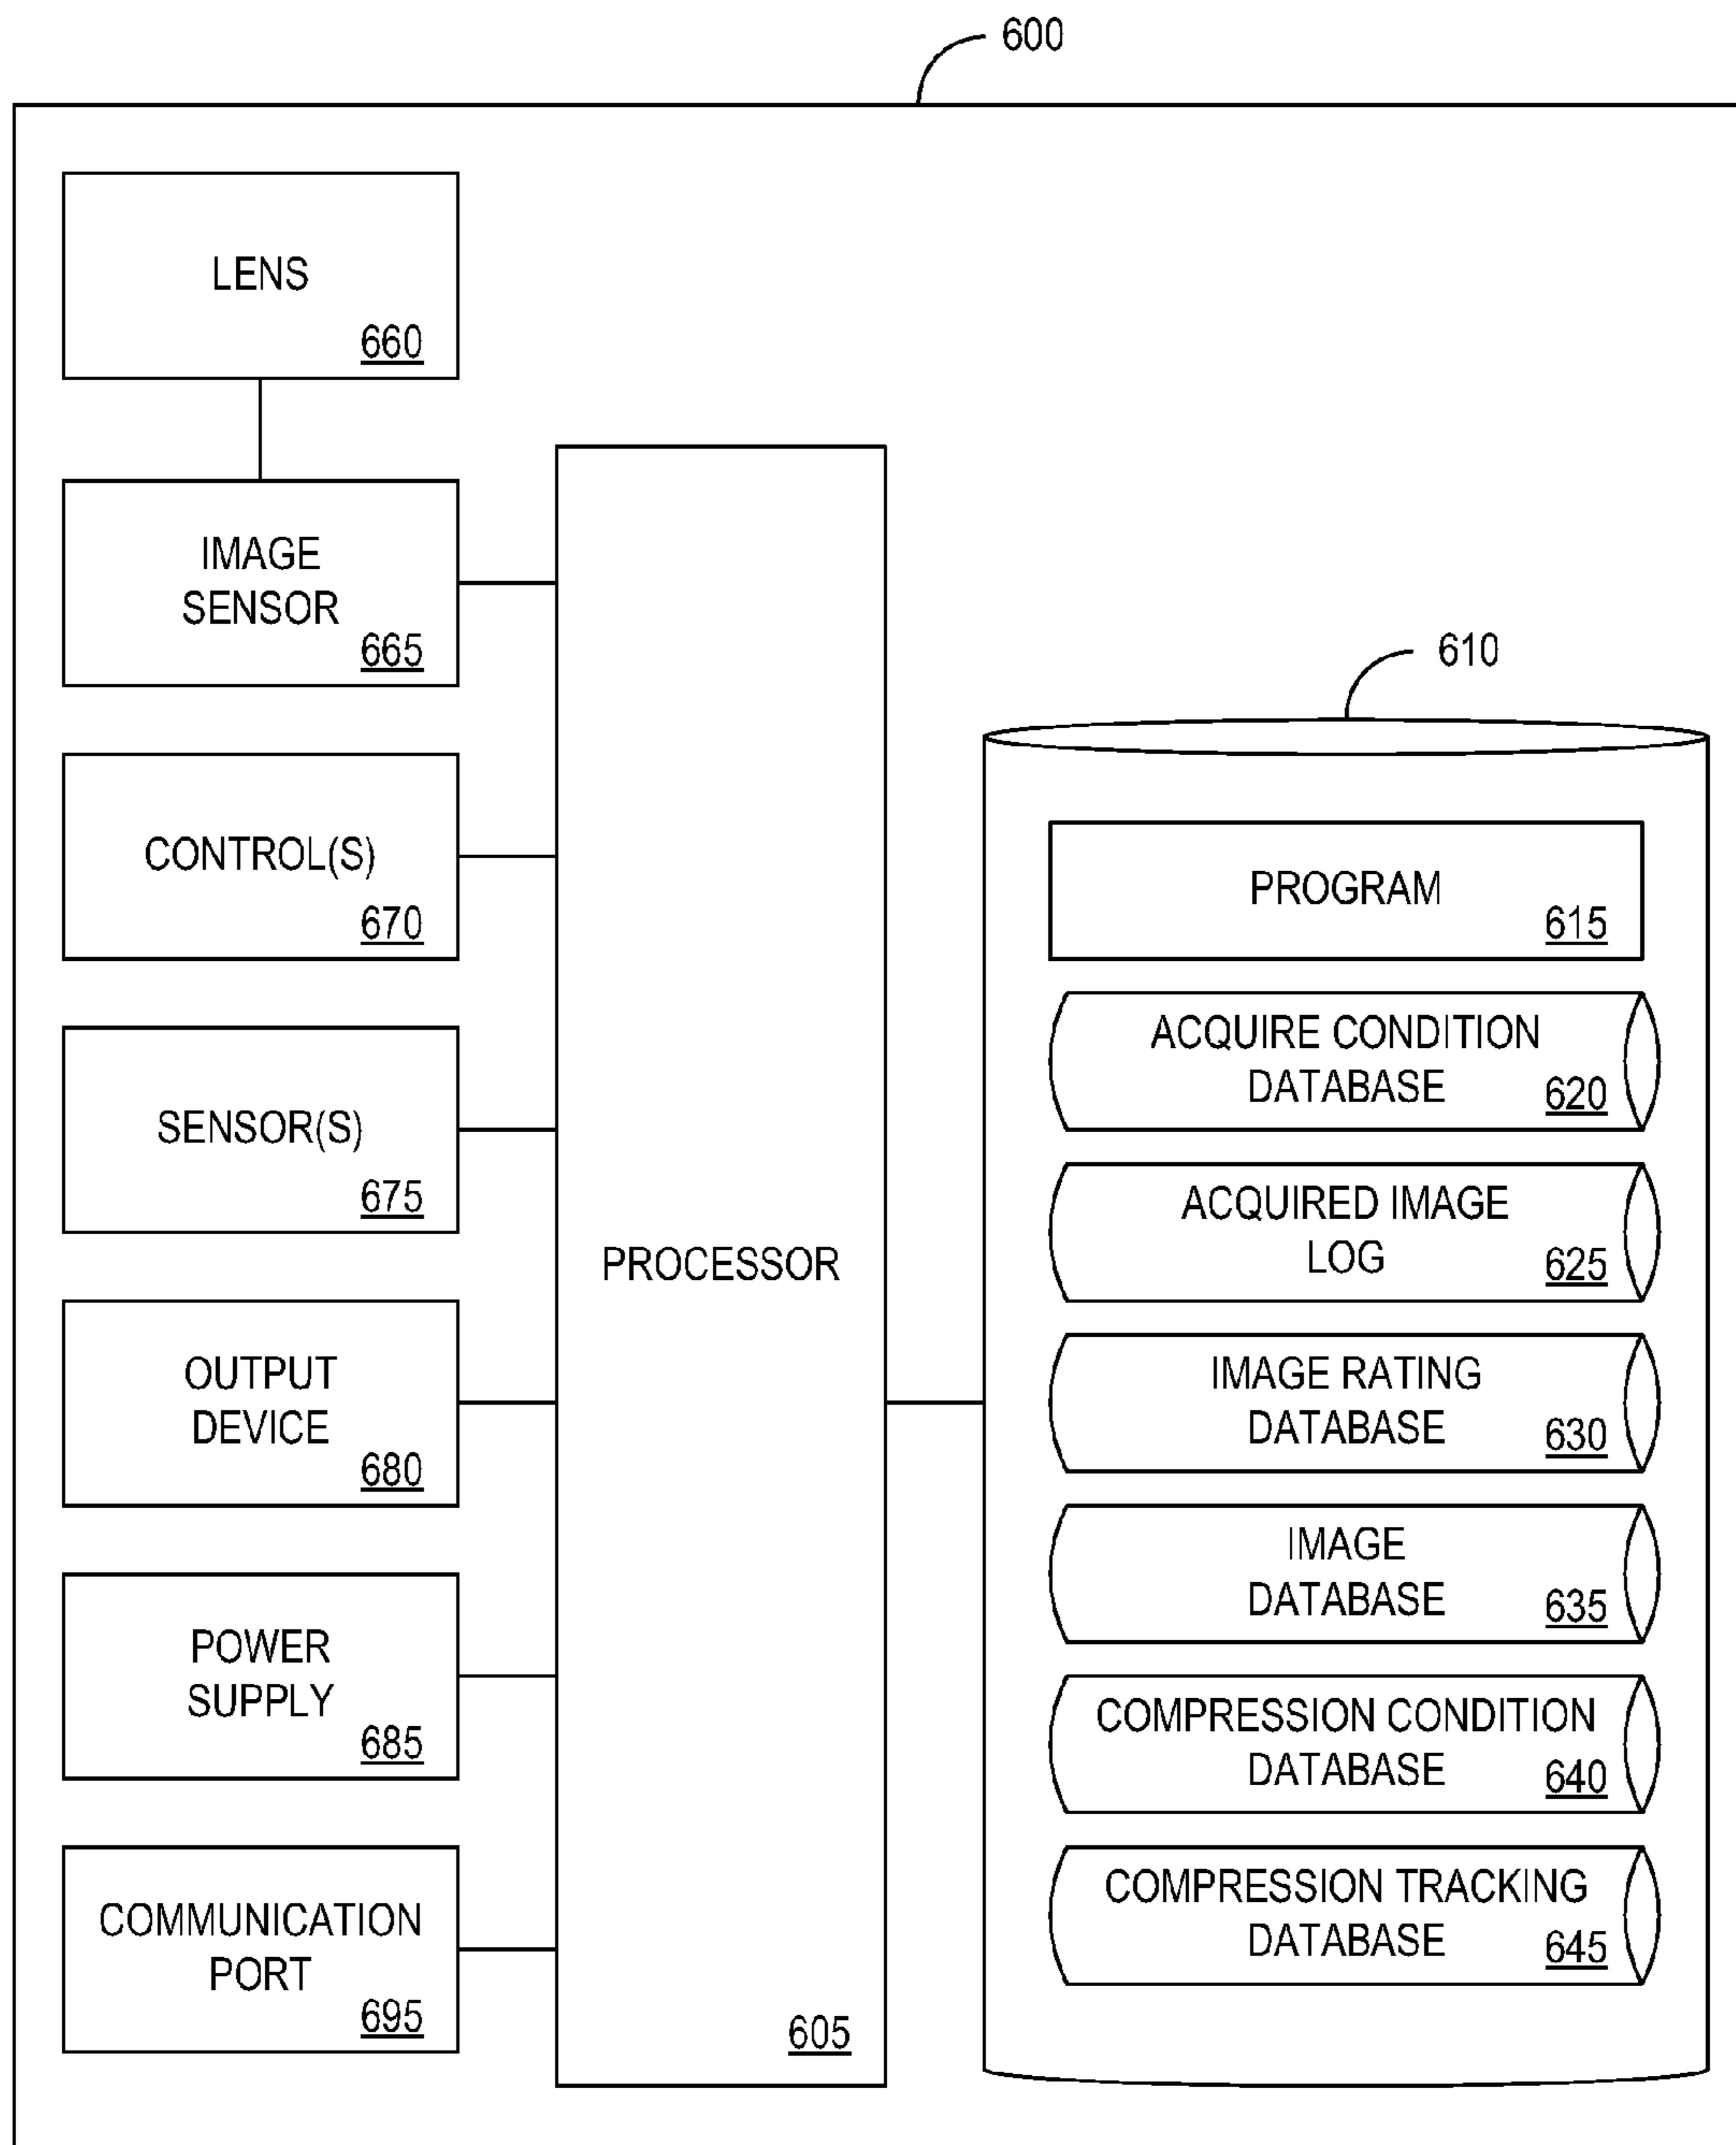 600
LENS
660
IMAGE
SENSOR
665
CONTROL(S)
670
SENSOR(S)
675
OUTPUT
DEVICE
680
POWER
SUPPLY
685
COMMUNICATION
PORT
695
PROCESSOR
605
610
PROGRAM
615
ACQUIRE CONDITION
DATABASE
620
ACQUIRED IMAGE
LOG
625
IMAGE RATING
DATABASE
630
IMAGE
DATABASE
635
COMPRESSION CONDITION
DATABASE
640
COMPRESSION TRACKING
DATABASE
645